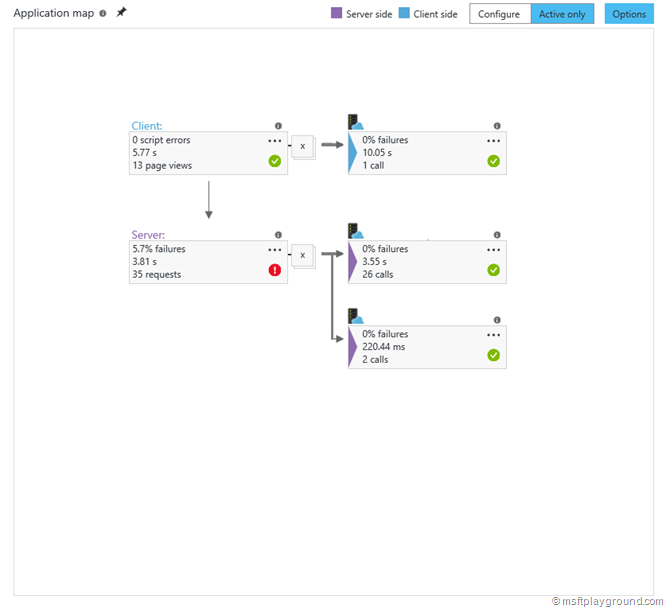 Application map
Server side
Client side
Configure
Active only
Options
Client:
0 script errors
5.77 s
13 page views
x
0% failures
10.05 s
1 call
Server:
5.7% failures
3.81 s
35 requests
x
0% failures
3.55 s
26 calls
0% failures
220.44 ms
2 calls
© msftplayground.com